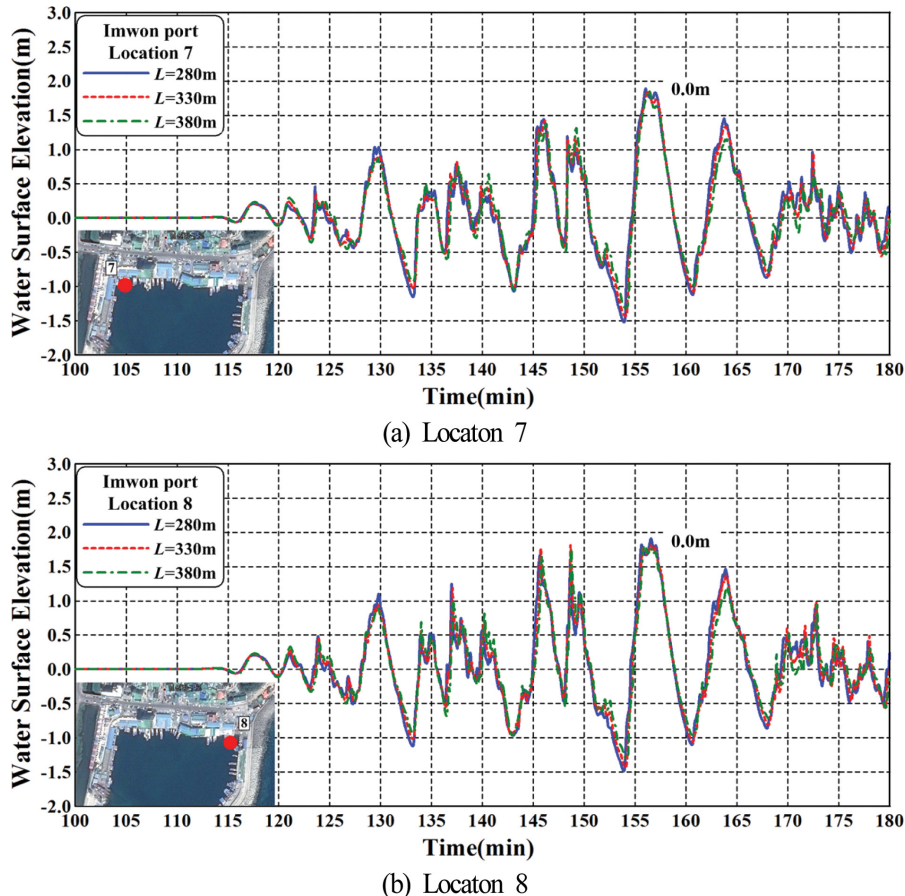 3.0
2.5
2.0
1.5
1.0
0.5
0.0
-0.5
-1.0
-1.5
-2.0
Water Surface Elevation(m)
Imwon port
Location 7
L=280m
L=330m
L=380m
0.0m
7
100 105 110 115 120 125 130 135 140 145 150 155 160 165 170 175 180
Time(min)
(a) Locaton 7
3.0
2.5
2.0
1.5
1.0
0.5
0.0
-0.5
-1.0
-1.5
-2.0
Water Surface Elevation(m)
Imwon port
Location 8
L=280m
L=330m
L=380m
0.0m
8
100 105 110 115 120 125 130 135 140 145 150 155 160 165 170 175 180
Time(min)
(b) Locaton 8